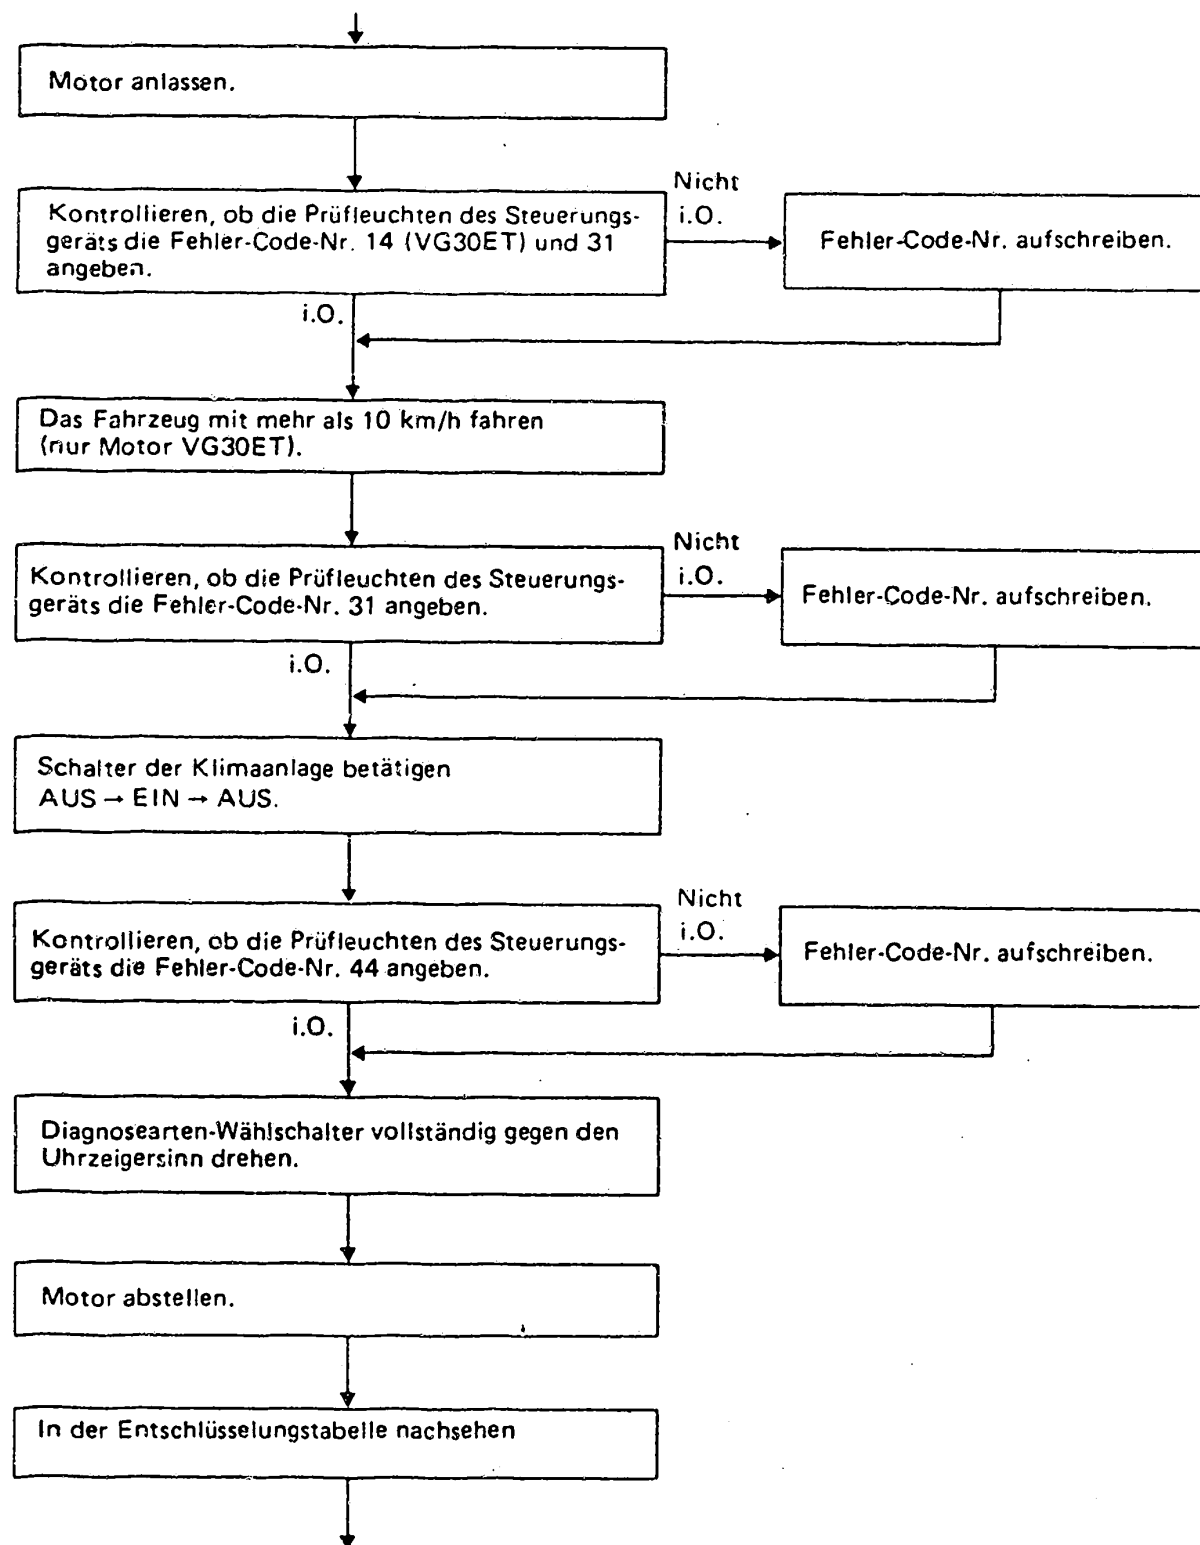 Motor anlassen.
Nicht
i.O.
Kontrollieren, ob die Prüfleuchten des Steuerungs-
geräts die Fehler-Code-Nr. 14 (VG30ET) und 31
angeben.
Fehler-Code-Nr. aufschreiben.
i.O.
Das Fahrzeug mit mehr als 10 km/h fahren
(nur Motor VG30ET).
Nicht
i.O.
Kontrollieren, ob die Prüfleuchten des Steuerungs-
geräts die Fehler-Code-Nr. 31 angeben.
Fehler-Code-Nr. aufschreiben.
i.O.
Schalter der Klimaanlage betätigen
AUS → EIN → AUS.
Nicht
i.O.
Kontrollieren, ob die Prüfleuchten des Steuerungs-
geräts die Fehler-Code-Nr. 44 angeben.
Fehler-Code-Nr. aufschreiben.
i.O.
Diagnosearten-Wählschalter vollständig gegen den
Uhrzeigersinn drehen.
Motor abstellen.
In der Entschlüsselungstabelle nachsehen